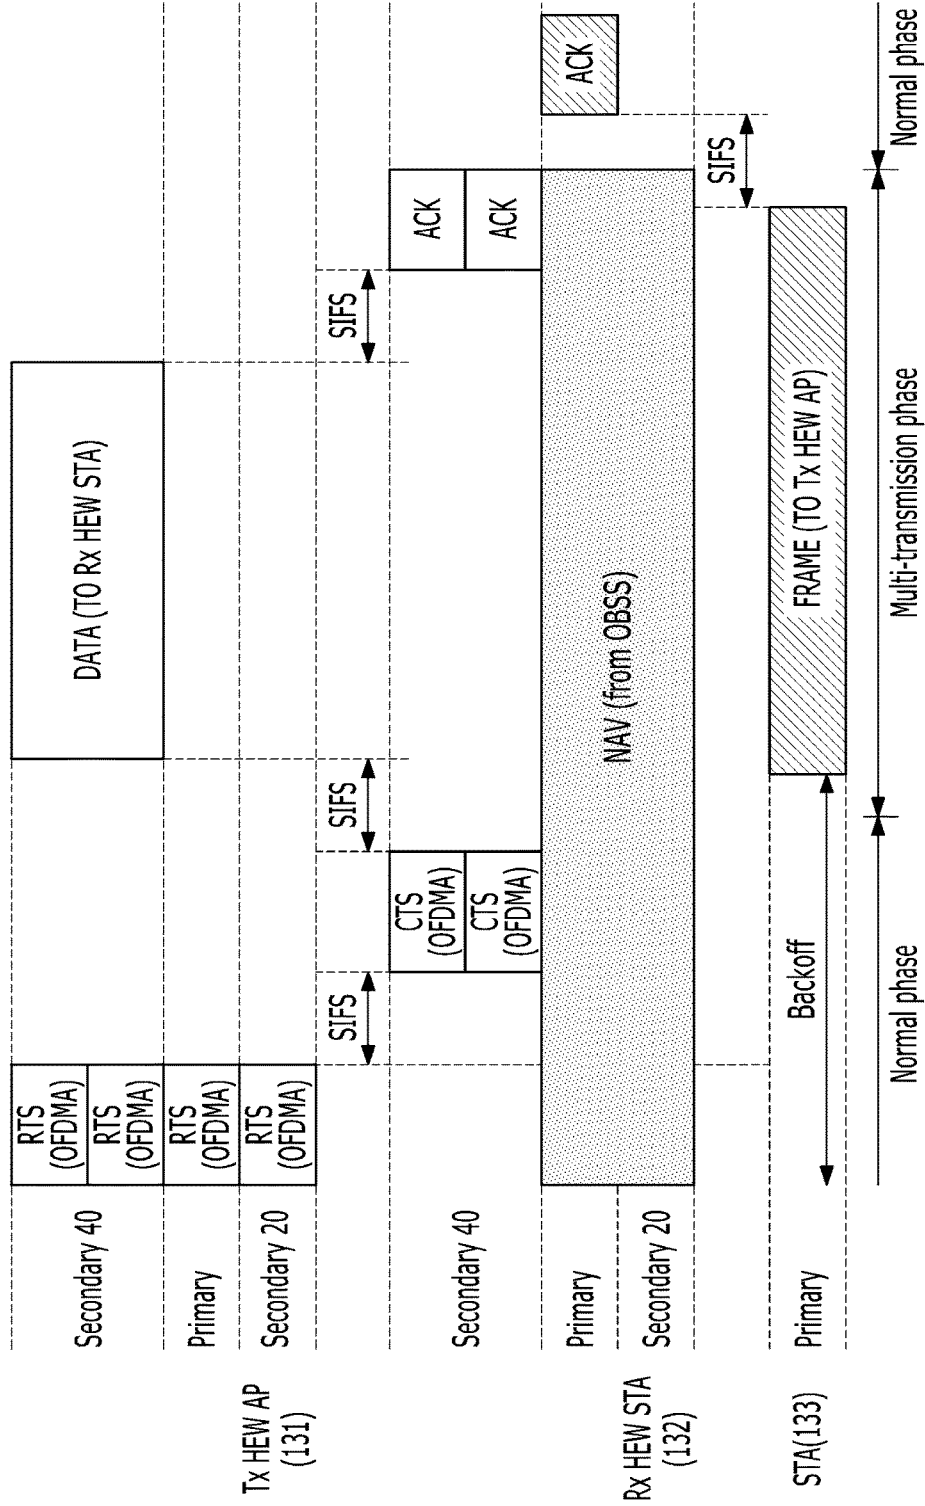 Tx HEW AP
(131)
Secondary 40
Primary
Secondary 20
RTS
(OFDMA)
RTS
(OFDMA)
RTS
(OFDMA)
RTS
(OFDMA)
DATA (TO Rx HEW STA)
SIFS
SIFS
SIFS
Rx HEW STA
(132)
Secondary 40
Primary
Secondary 20
CTS
(OFDMA)
CTS
(OFDMA)
ACK
ACK
NAV (from OBSS)
ACK
SIFS
STA(133)
Primary
Backoff
FRAME (TO Tx HEW AP)
Normal phase
Multi-transmission phase
Normal phase